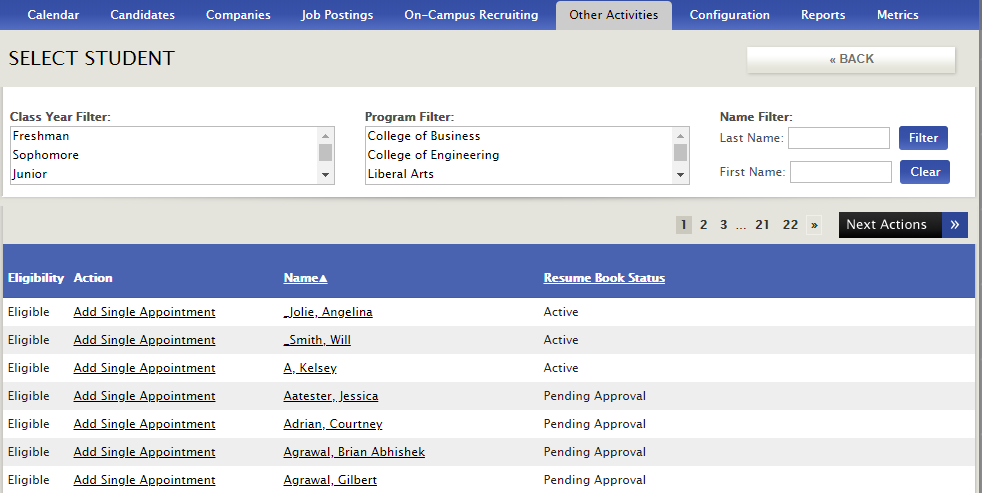 Calendar Candidates Companies Job Postings On-Campus Recruiting Other Activities Configuration Reports Metrics
SELECT STUDENT
« BACK
Class Year Filter:
Freshman
Sophomore
Junior
Program Filter:
College of Business
College of Engineering
Liberal Arts
Name Filter:
Last Name: Filter
First Name: Clear
1 2 3 ... 21 22 » Next Actions »
Eligibility Action Name▲ Resume Book Status
Eligible Add Single Appointment _Jolie, Angelina Active
Eligible Add Single Appointment _Smith, Will Active
Eligible Add Single Appointment A, Kelsey Active
Eligible Add Single Appointment Aatester, Jessica Pending Approval
Eligible Add Single Appointment Adrian, Courtney Pending Approval
Eligible Add Single Appointment Agrawal, Brian Abhishek Pending Approval
Eligible Add Single Appointment Agrawal, Gilbert Pending Approval